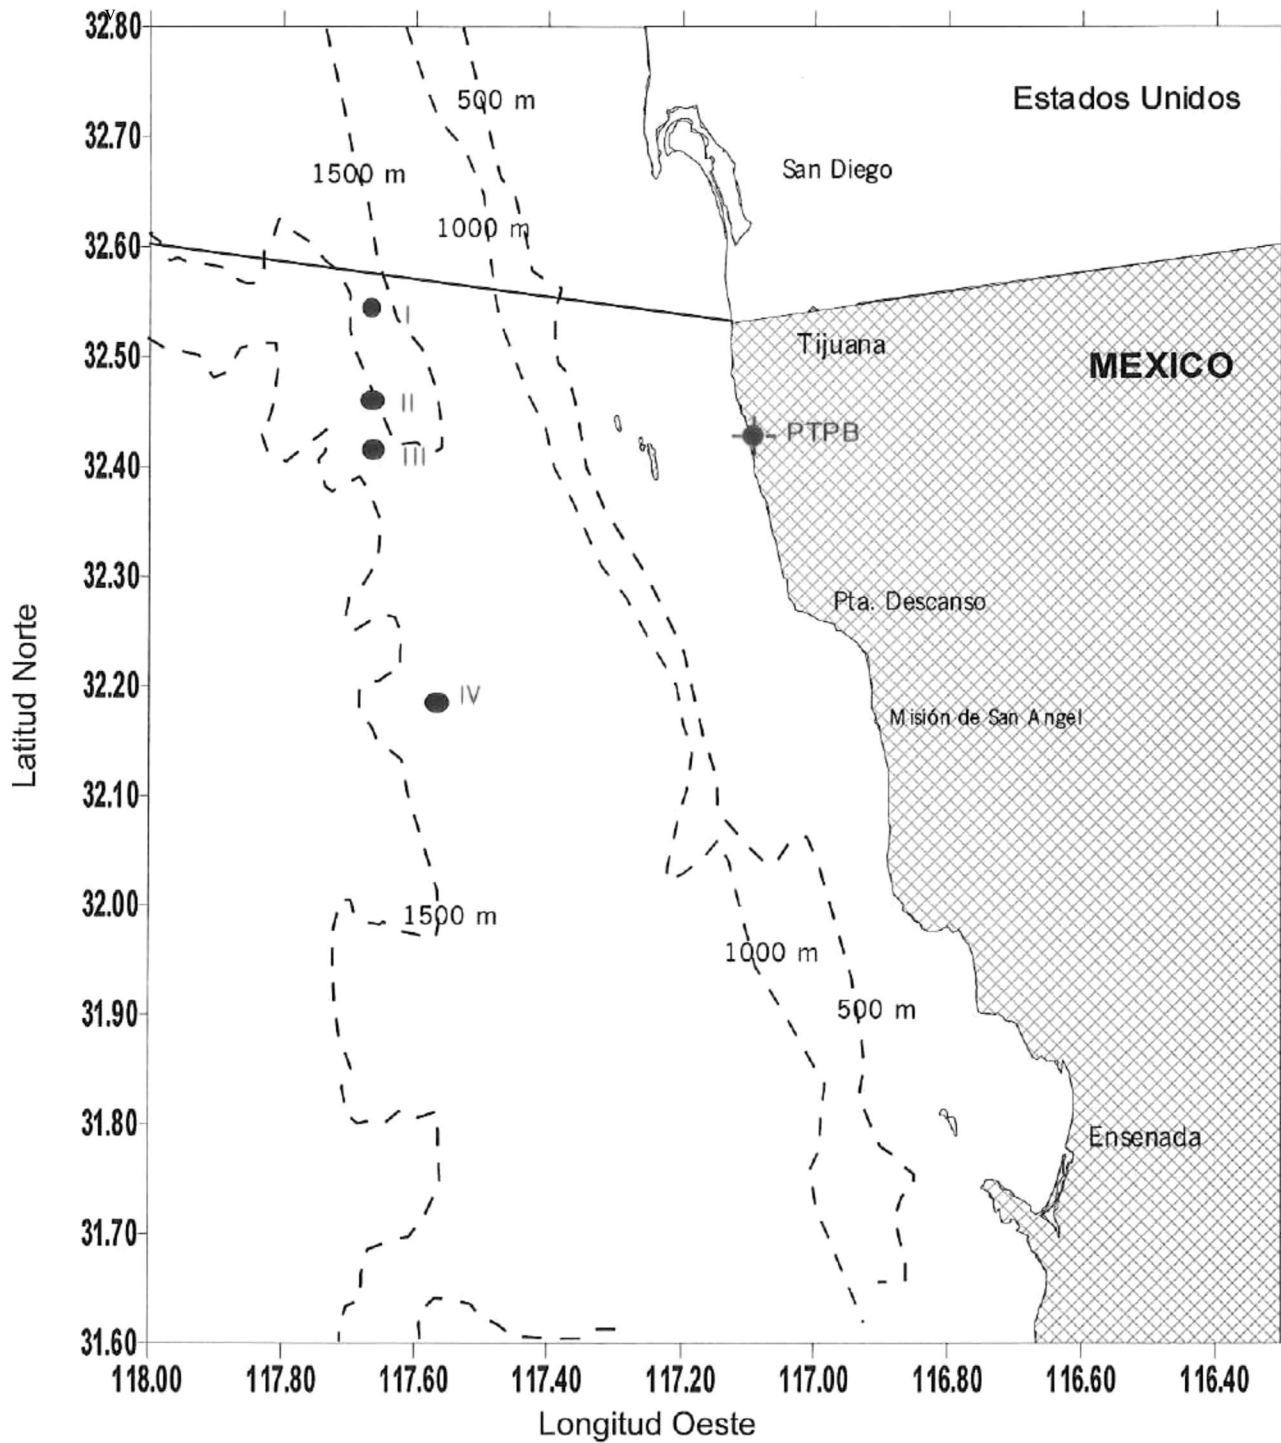 32.80
500 m
Estados Unidos
32.70
1500 m
San Diego
1000 m
32.60
I
Tijuana
32.50
MEXICO
II
PTPB
III
32.40
32.30
Pta. Descanso
Latitud Norte
32.20
IV
Misión de San Angel
32.10
32.00
1500 m
1000 m
31.90
500 m
31.80
Ensenada
31.70
31.60
118.00 117.80 117.60 117.40 117.20 117.00 116.80 116.60 116.40
Longitud Oeste